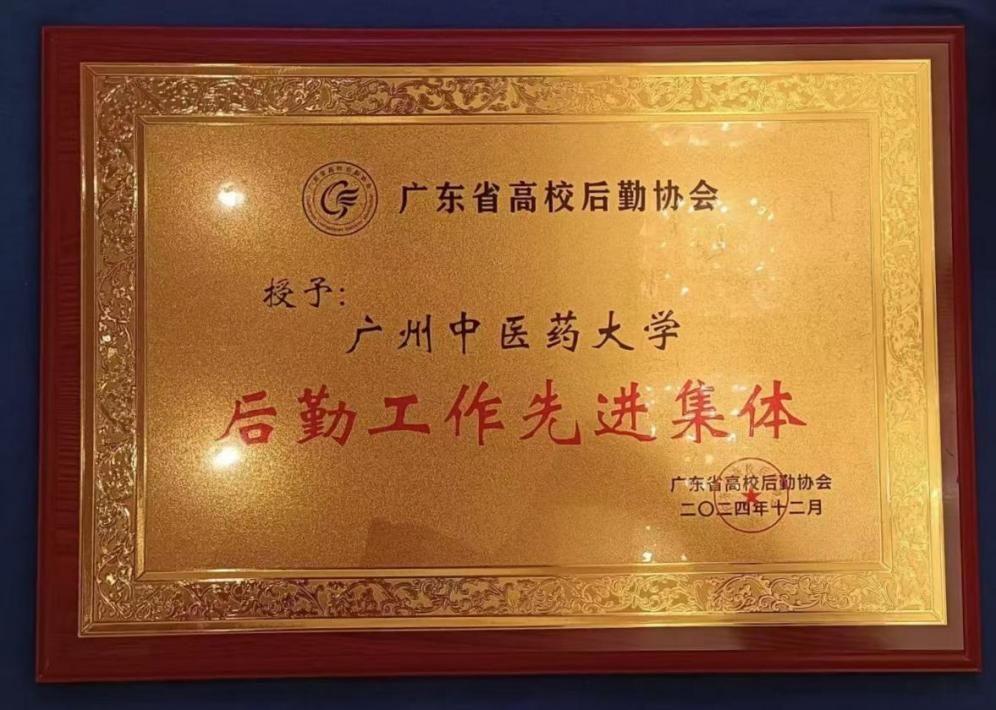 广东省高校后勤协会
授予:
广州中医药大学
后勤工作先进集体
广东省高校后勤协会
二〇二四年十二月